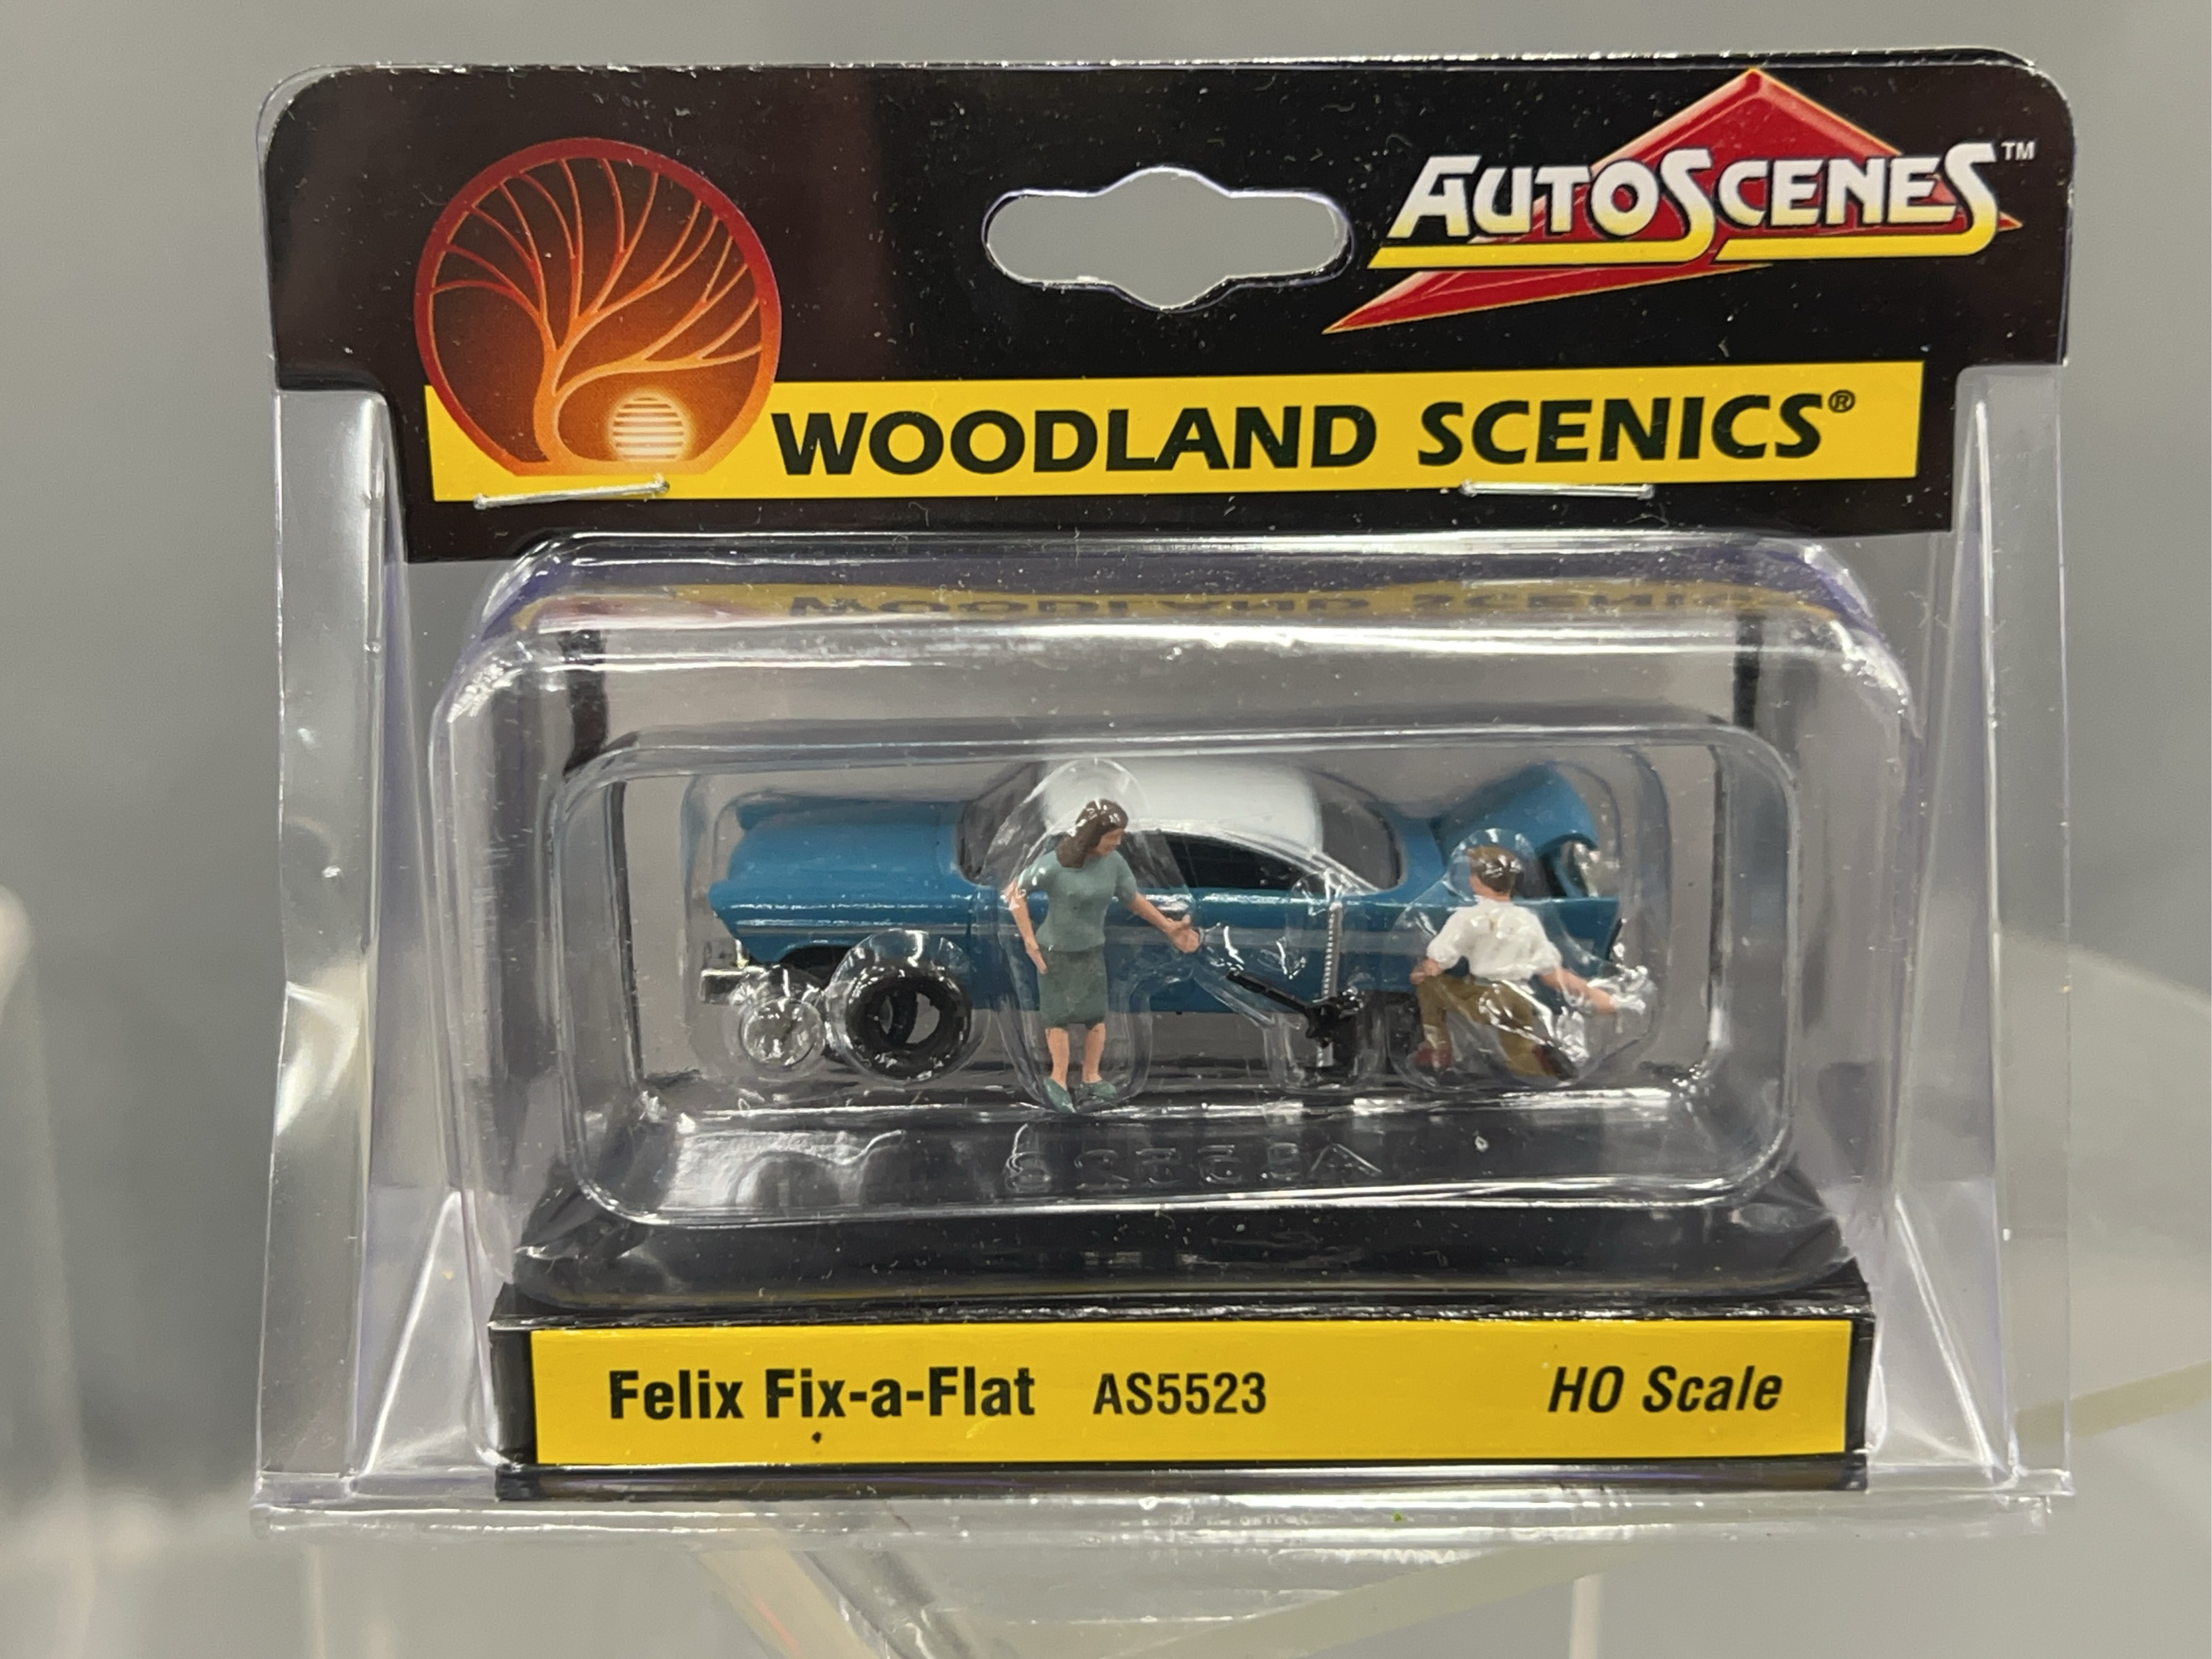 AUTOSCENES™
WOODLAND SCENICS®
Felix Fix-a-Flat AS5523 HO Scale